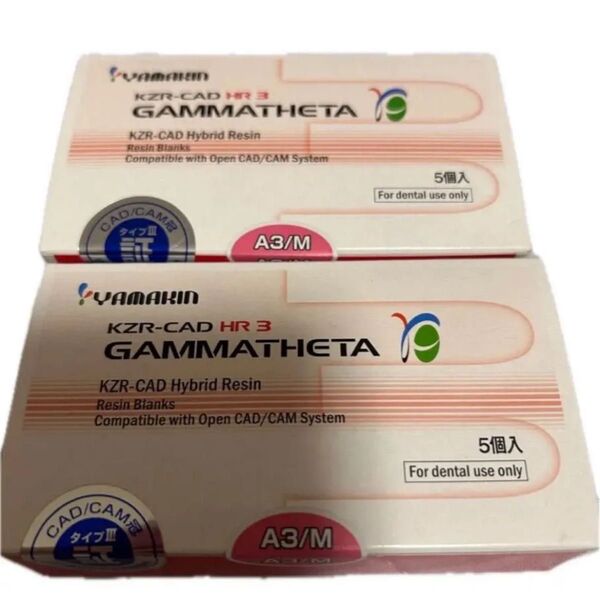 YAMAKIN
KZR-CAD HR 3
GAMMATHETA
KZR-CAD Hybrid Resin
Resin Blanks
Compatible with Open CAD/CAM System
5個入
For dental use only
CAD/CAM冠
タイプIII
A3/M
YAMAKIN
KZR-CAD HR 3
GAMMATHETA
KZR-CAD Hybrid Resin
Resin Blanks
Compatible with Open CAD/CAM System
5個入
For dental use only
CAD/CAM冠
タイプIII
A3/M